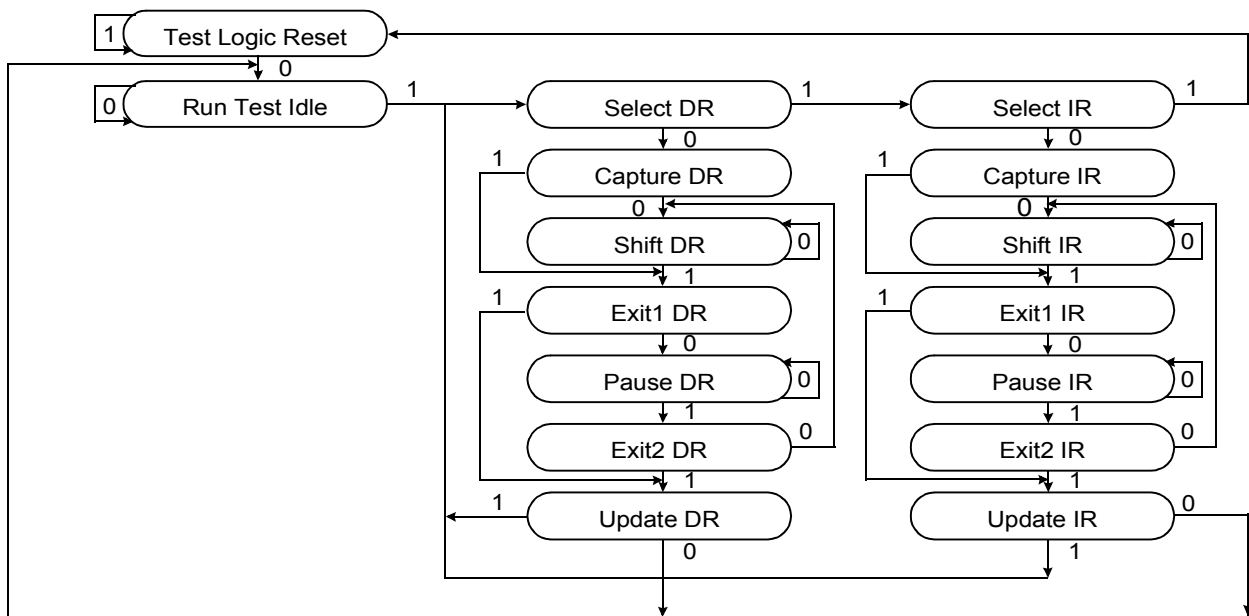 1 Test Logic Reset
0
0 Run Test Idle 1 Select DR 1 Select IR 1
0 0
1 Capture DR 1 Capture IR
0 0
Shift DR 0 Shift IR 0
1 1
1 Exit1 DR 1 Exit1 IR
0 0
Pause DR 0 Pause IR 0
1 1
Exit2 DR 0 Exit2 IR 0
1 1
1 Update DR Update IR 0
0 1